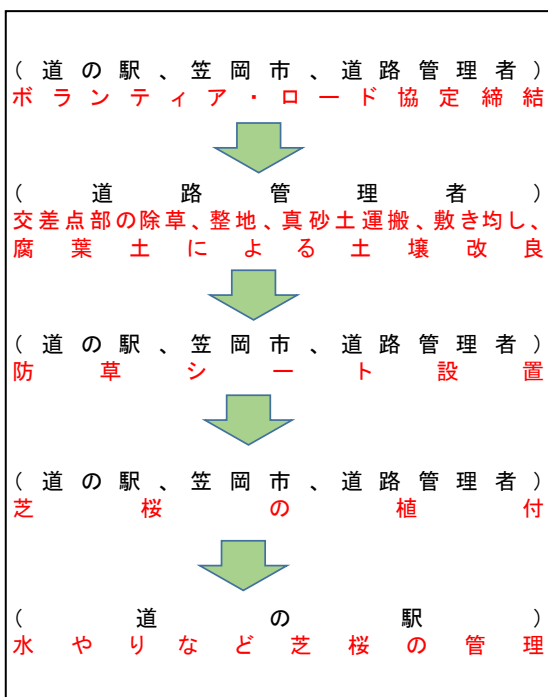 (道の駅、笠岡市、道路管理者)
ボランティア・ロード協定締結
(道路管理者)
交差点部の除草、整地、真砂土運搬、敷き均し、
腐葉土による土壌改良
(道の駅、笠岡市、道路管理者)
防草シート設置
(道の駅、笠岡市、道路管理者)
芝桜の植付
(道の駅)
水やりなど芝桜の管理